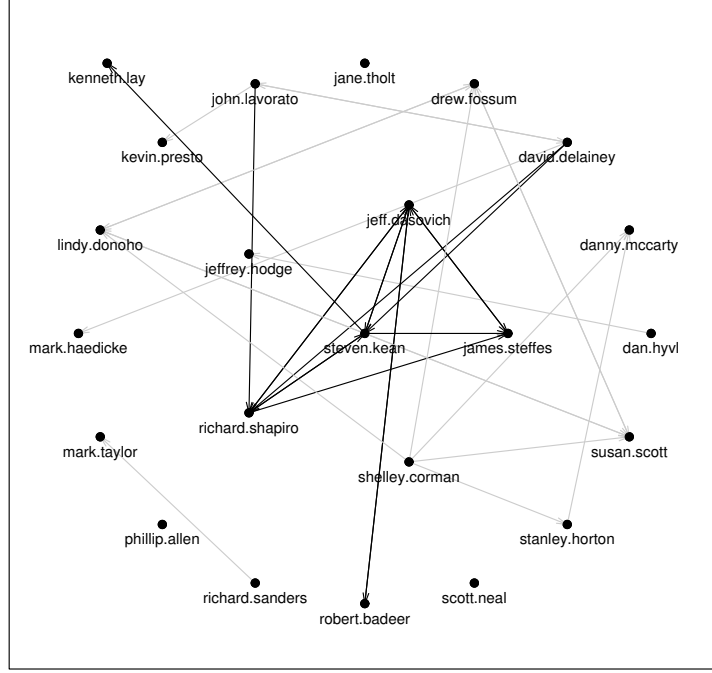 kenneth.lay
jane.tholt
john.lavorato
drew.fossum
kevin.presto
david.delainey
jeff.dasovich
lindy.donoho
danny.mccarty
jeffrey.hodge
mark.haedicke
steven.kean
james.steffes
dan.hyvl
richard.shapiro
mark.taylor
susan.scott
shelley.corman
phillip.allen
stanley.horton
richard.sanders
scott.neal
robert.badeer